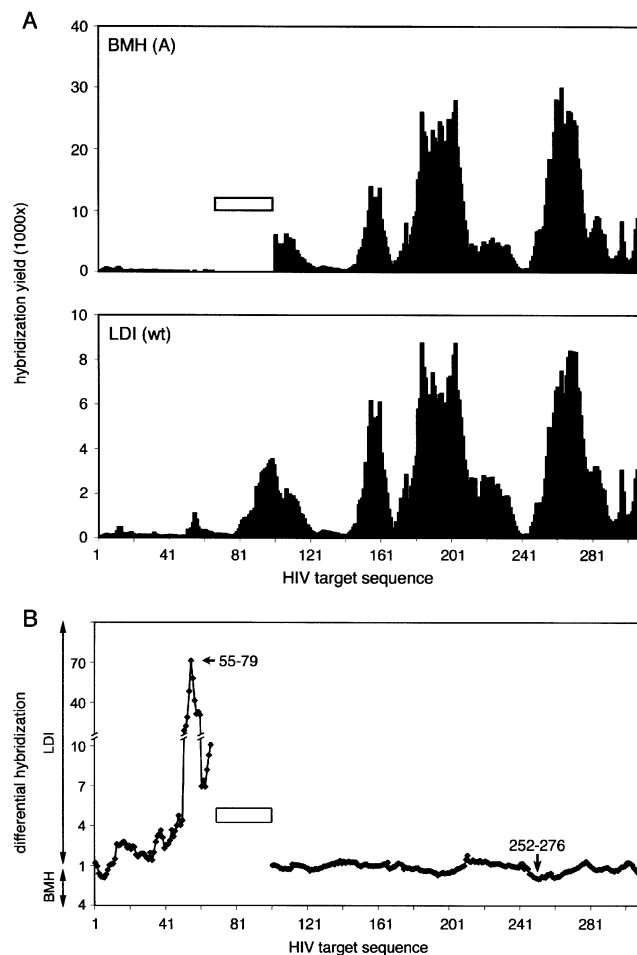 A
BMH (A)
40
30
20
10
0
hybridization yield (1000x)
LDI (wt)
10
8
6
4
2
0
1 41 81 121 161 201 241 281
HIV target sequence
B
differential hybridization
LDI
BMH
70
40
10
7
4
1
4
55-79
252-276
1 41 81 121 161 201 241 281
HIV target sequence